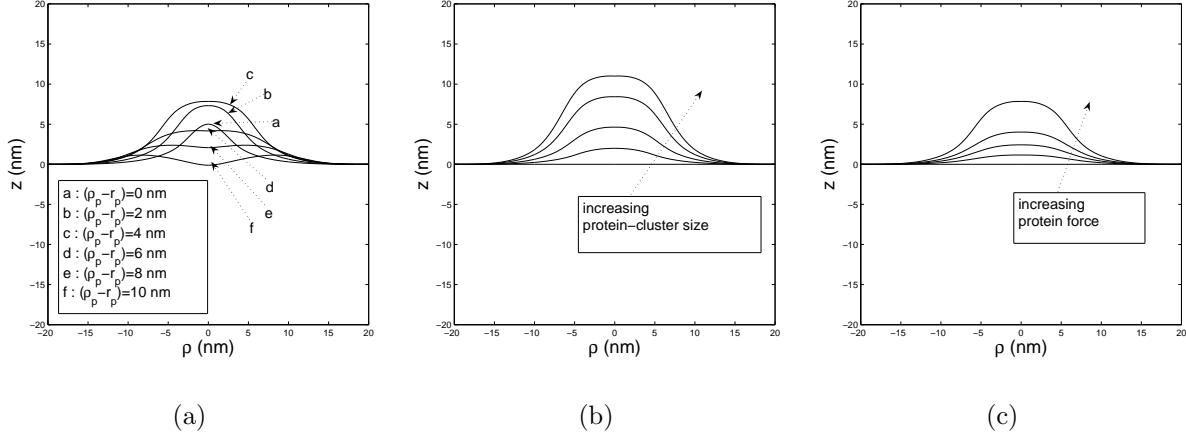 20
15
10
5
0
−5
−10
−15
−20
z (nm)
c
b
a
d
e
f
a : (ρp−rp)=0 nm
b : (ρp−rp)=2 nm
c : (ρp−rp)=4 nm
d : (ρp−rp)=6 nm
e : (ρp−rp)=8 nm
f : (ρp−rp)=10 nm
−20 −15 −10 −5 0 5 10 15 20
ρ (nm)
(a)
20
15
10
5
0
−5
−10
−15
−20
z (nm)
increasing
protein−cluster size
−20 −15 −10 −5 0 5 10 15 20
ρ (nm)
(b)
20
15
10
5
0
−5
−10
−15
−20
z (nm)
increasing
protein force
−20 −15 −10 −5 0 5 10 15 20
ρ (nm)
(c)